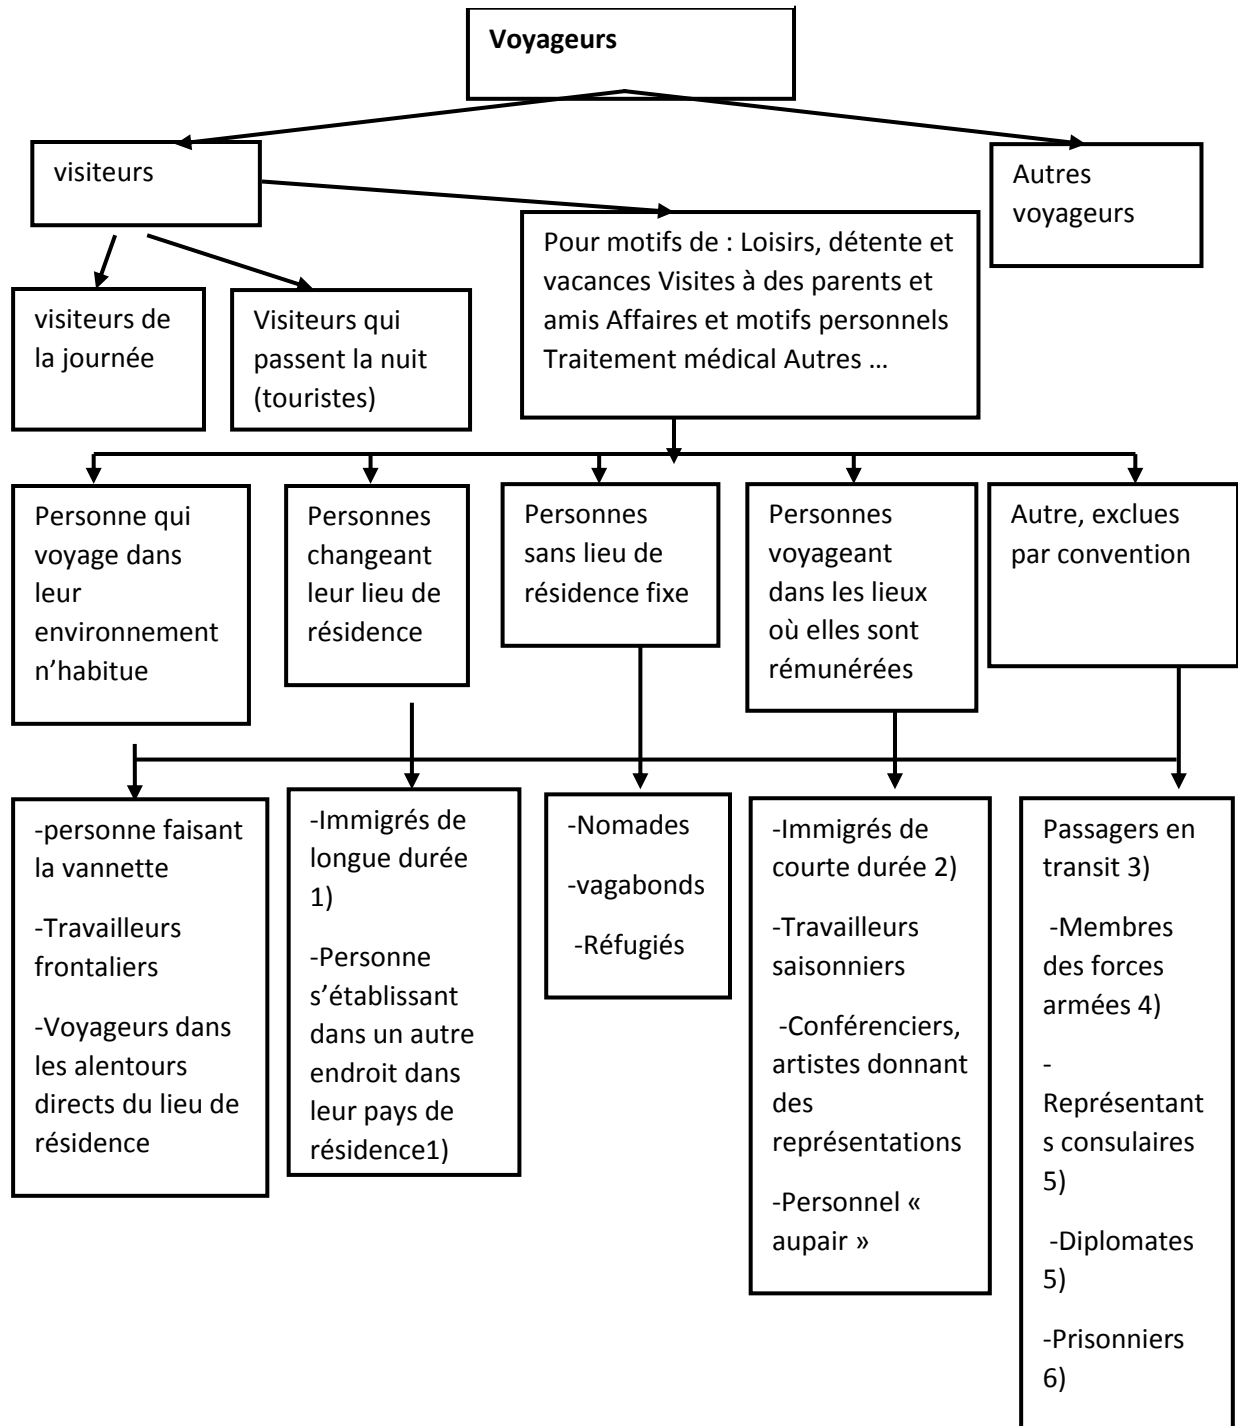 Voyageurs
visiteurs
Autres
voyageurs
Pour motifs de : Loisirs, détente et
vacances Visites à des parents et
amis Affaires et motifs personnels
Traitement médical Autres ...
visiteurs de
la journée
Visiteurs qui
passent la nuit
(touristes)
Personne qui
voyage dans
leur
environnement
n’habitue
Personnes
changeant
leur lieu de
résidence
Personnes
sans lieu de
résidence fixe
Personnes
voyageant
dans les lieux
où elles sont
rémunérées
Autre, exclues
par convention
-personne faisant
la vannette
-Travailleurs
frontaliers
-Voyageurs dans
les alentours
directs du lieu de
résidence
-Immigrés de
longue durée
1)
-Personne
s’établissant
dans un autre
endroit dans
leur pays de
résidence1)
-Nomades
-vagabonds
-Réfugiés
-Immigrés de
courte durée 2)
-Travailleurs
saisonniers
-Conférenciers,
artistes donnant
des
représentations
-Personnel «
aupair »
Passagers en
transit 3)
-Membres
des forces
armées 4)
-
Représentant
s consulaires
5)
-Diplomates
5)
-Prisonniers
6)